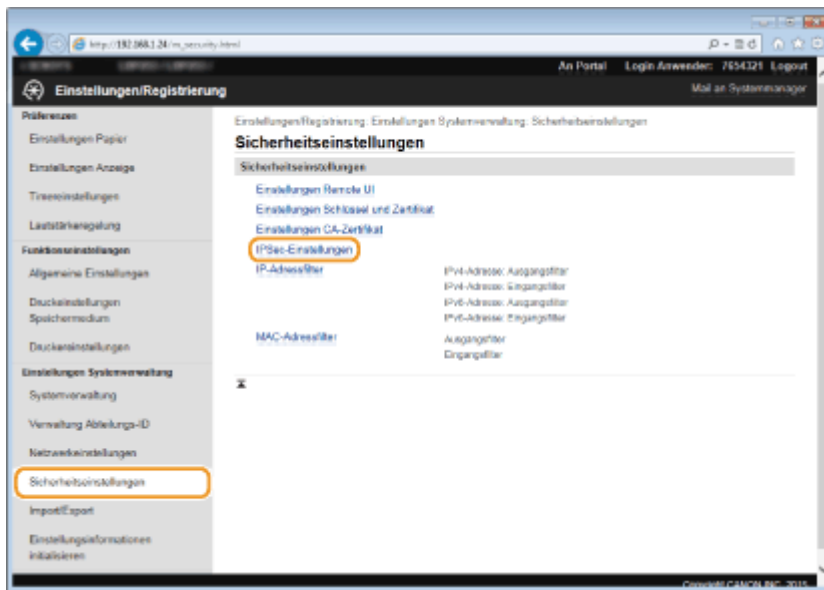 http://192.168.1.24/m_security.html
An Portal Login Anwender: 7654321 Logout
Einstellungen/Registrierung
Mail an Systemmanager
Präferenzen
Einstellungen Papier
Einstellungen Anzeige
Timereinstellungen
Lautstärkeregelung
Funktionseinstellungen
Allgemeine Einstellungen
Druckeinstellungen
Speichermedium
Druckereinstellungen
Einstellungen Systemverwaltung
Systemverwaltung
Verwaltung Abteilungs-ID
Netzwerkeinstellungen
Sicherheitseinstellungen
Import/Export
Einstellungsinformationen
initialisieren
Einstellungen/Registrierung: Einstellungen Systemverwaltung: Sicherheitseinstellungen
Sicherheitseinstellungen
Sicherheitseinstellungen
Einstellungen Remote UI
Einstellungen Schlüssel und Zertifikat
Einstellungen CA-Zertifikat
IPSec-Einstellungen
IP-Adressfilter
IPv4-Adresse: Ausgangsfilter
IPv4-Adresse: Eingangsfilter
IPv6-Adresse: Ausgangsfilter
IPv6-Adresse: Eingangsfilter
MAC-Adressfilter
Ausgangsfilter
Eingangsfilter
Copyright CANON INC. 2015